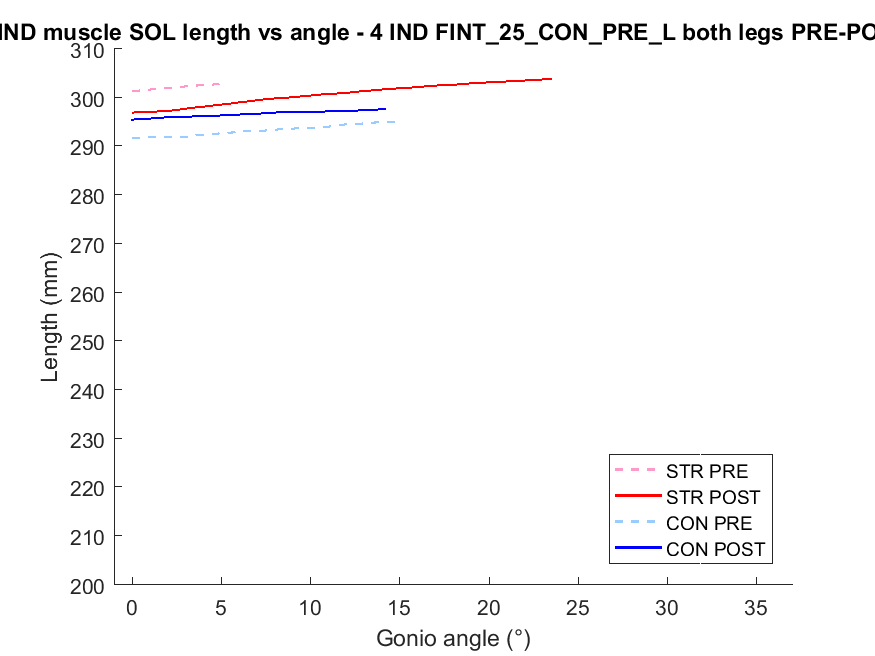 IND muscle SOL length vs angle - 4 IND FINT_25_CON_PRE_L both legs PRE-PO
310
300
290
280
270
260
250
240
230
220
210
200
Length (mm)
0 5 10 15 20 25 30 35
Gonio angle (°)
STR PRE
STR POST
CON PRE
CON POST